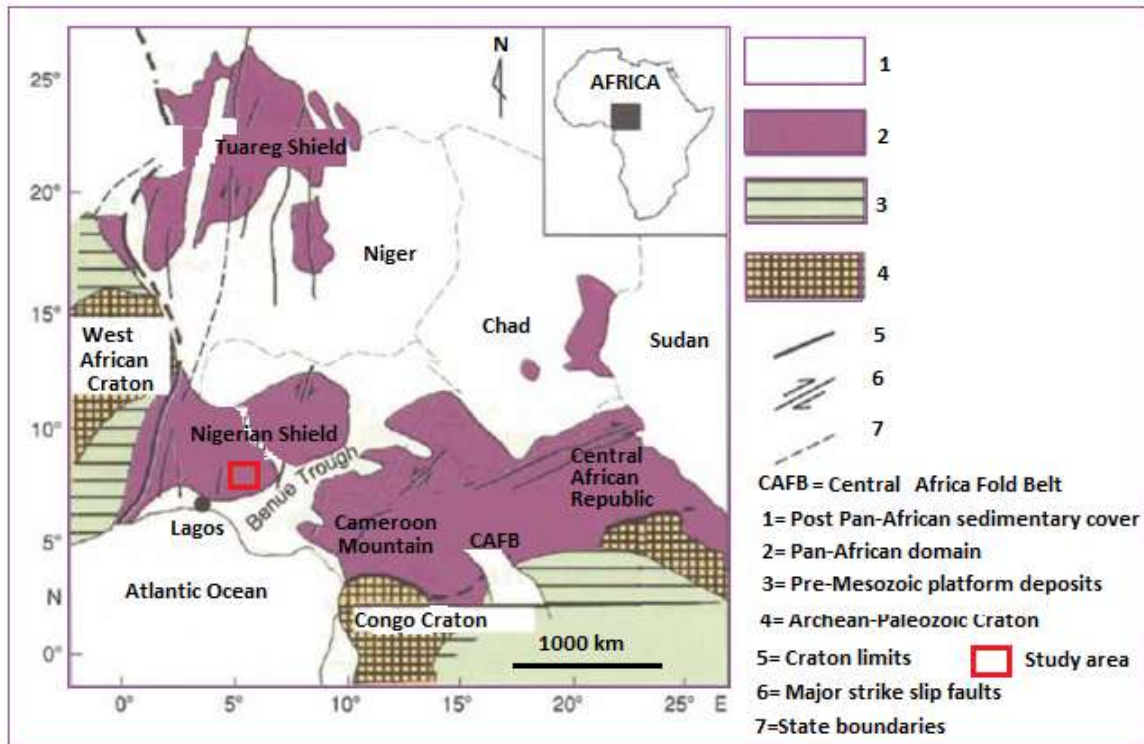 N
AFRICA
25°
20°
15°
10°
5°
N
0°
Tuareg Shield
Niger
Chad
Sudan
West
African
Craton
Nigerian Shield
Benue Trough
Lagos
Central
African
Republic
Cameroon
Mountain
CAFB
Atlantic Ocean
Congo Craton
1000 km
0°
5°
10°
15°
20°
25° E
1
2
3
4
5
6
7
CAFB = Central Africa Fold Belt
1= Post Pan-African sedimentary cover
2= Pan-African domain
3= Pre-Mesozoic platform deposits
4= Archean-Paleozoic Craton
5= Craton limits
Study area
6= Major strike slip faults
7=State boundaries